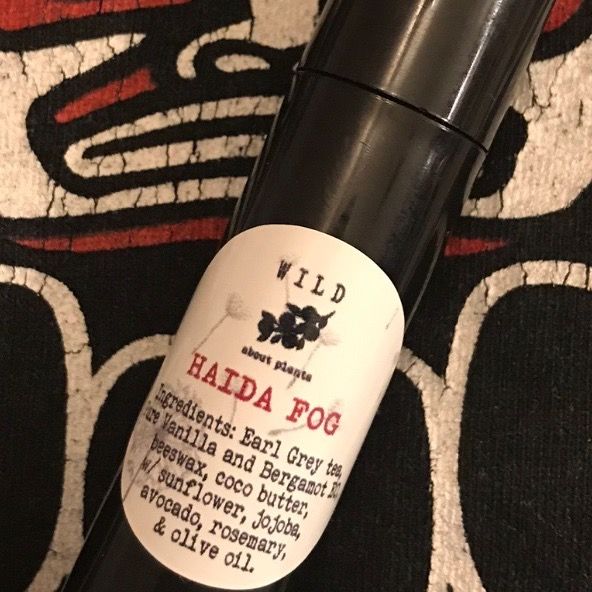 WILD
about plants
HAIDA FOG
Ingredients: Earl Grey tea,
Vanilla and Bergamot
beeswax, coco butter,
w/ sunflower, jojoba,
avocado, rosemary,
& olive oil.